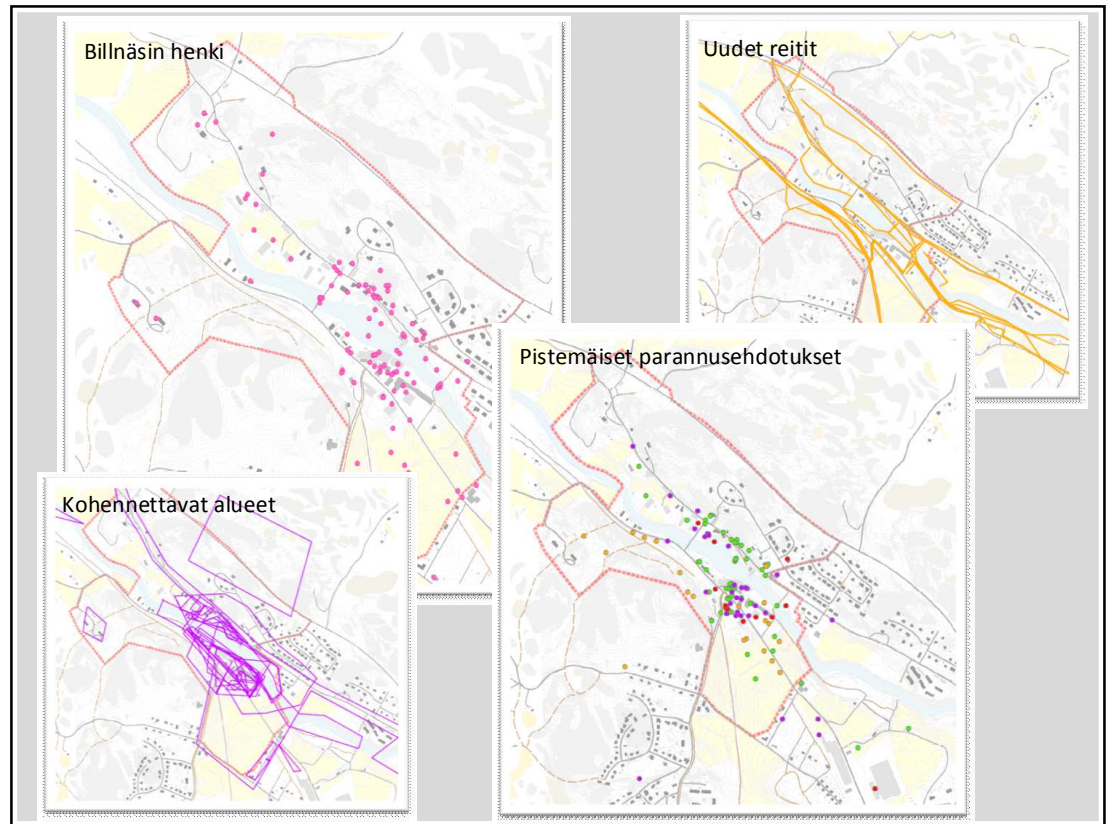 Billnäsin henki
Uudet reitit
Pistemäiset parannusehdotukset
Kohennettavat alueet